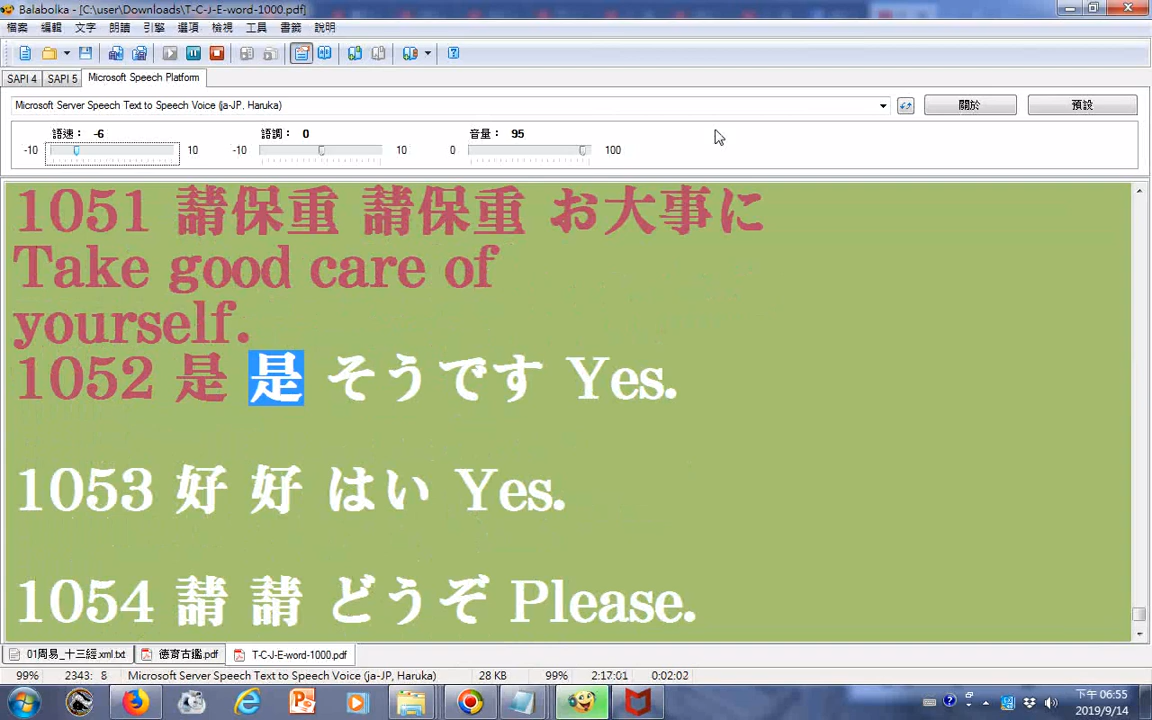 Balabolka - [C:\user\Downloads\T-C-J-E-word-1000.pdf]
檔案 編輯 文字 朗讀 引擎 選項 檢視 工具 書籤 說明
SAPI 4 SAPI 5 Microsoft Speech Platform
Microsoft Server Speech Text to Speech Voice (ja-JP, Haruka) 關於 預設
語速： -6 語調： 0 音量： 95
-10 10 -10 10 0 100
1051 請保重 請保重 お大事に
Take good care of
yourself.
1052 是 是 そうです Yes.
1053 好 好 はい Yes.
1054 請 請 どうぞ Please.
01周易_十三經.xml.txt 德育古鑑.pdf T-C-J-E-word-1000.pdf
99% 2343: 8 Microsoft Server Speech Text to Speech Voice (ja-JP, Haruka) 28 KB 99% 2:17:01 0:02:02
下午 06:55
2019/9/14